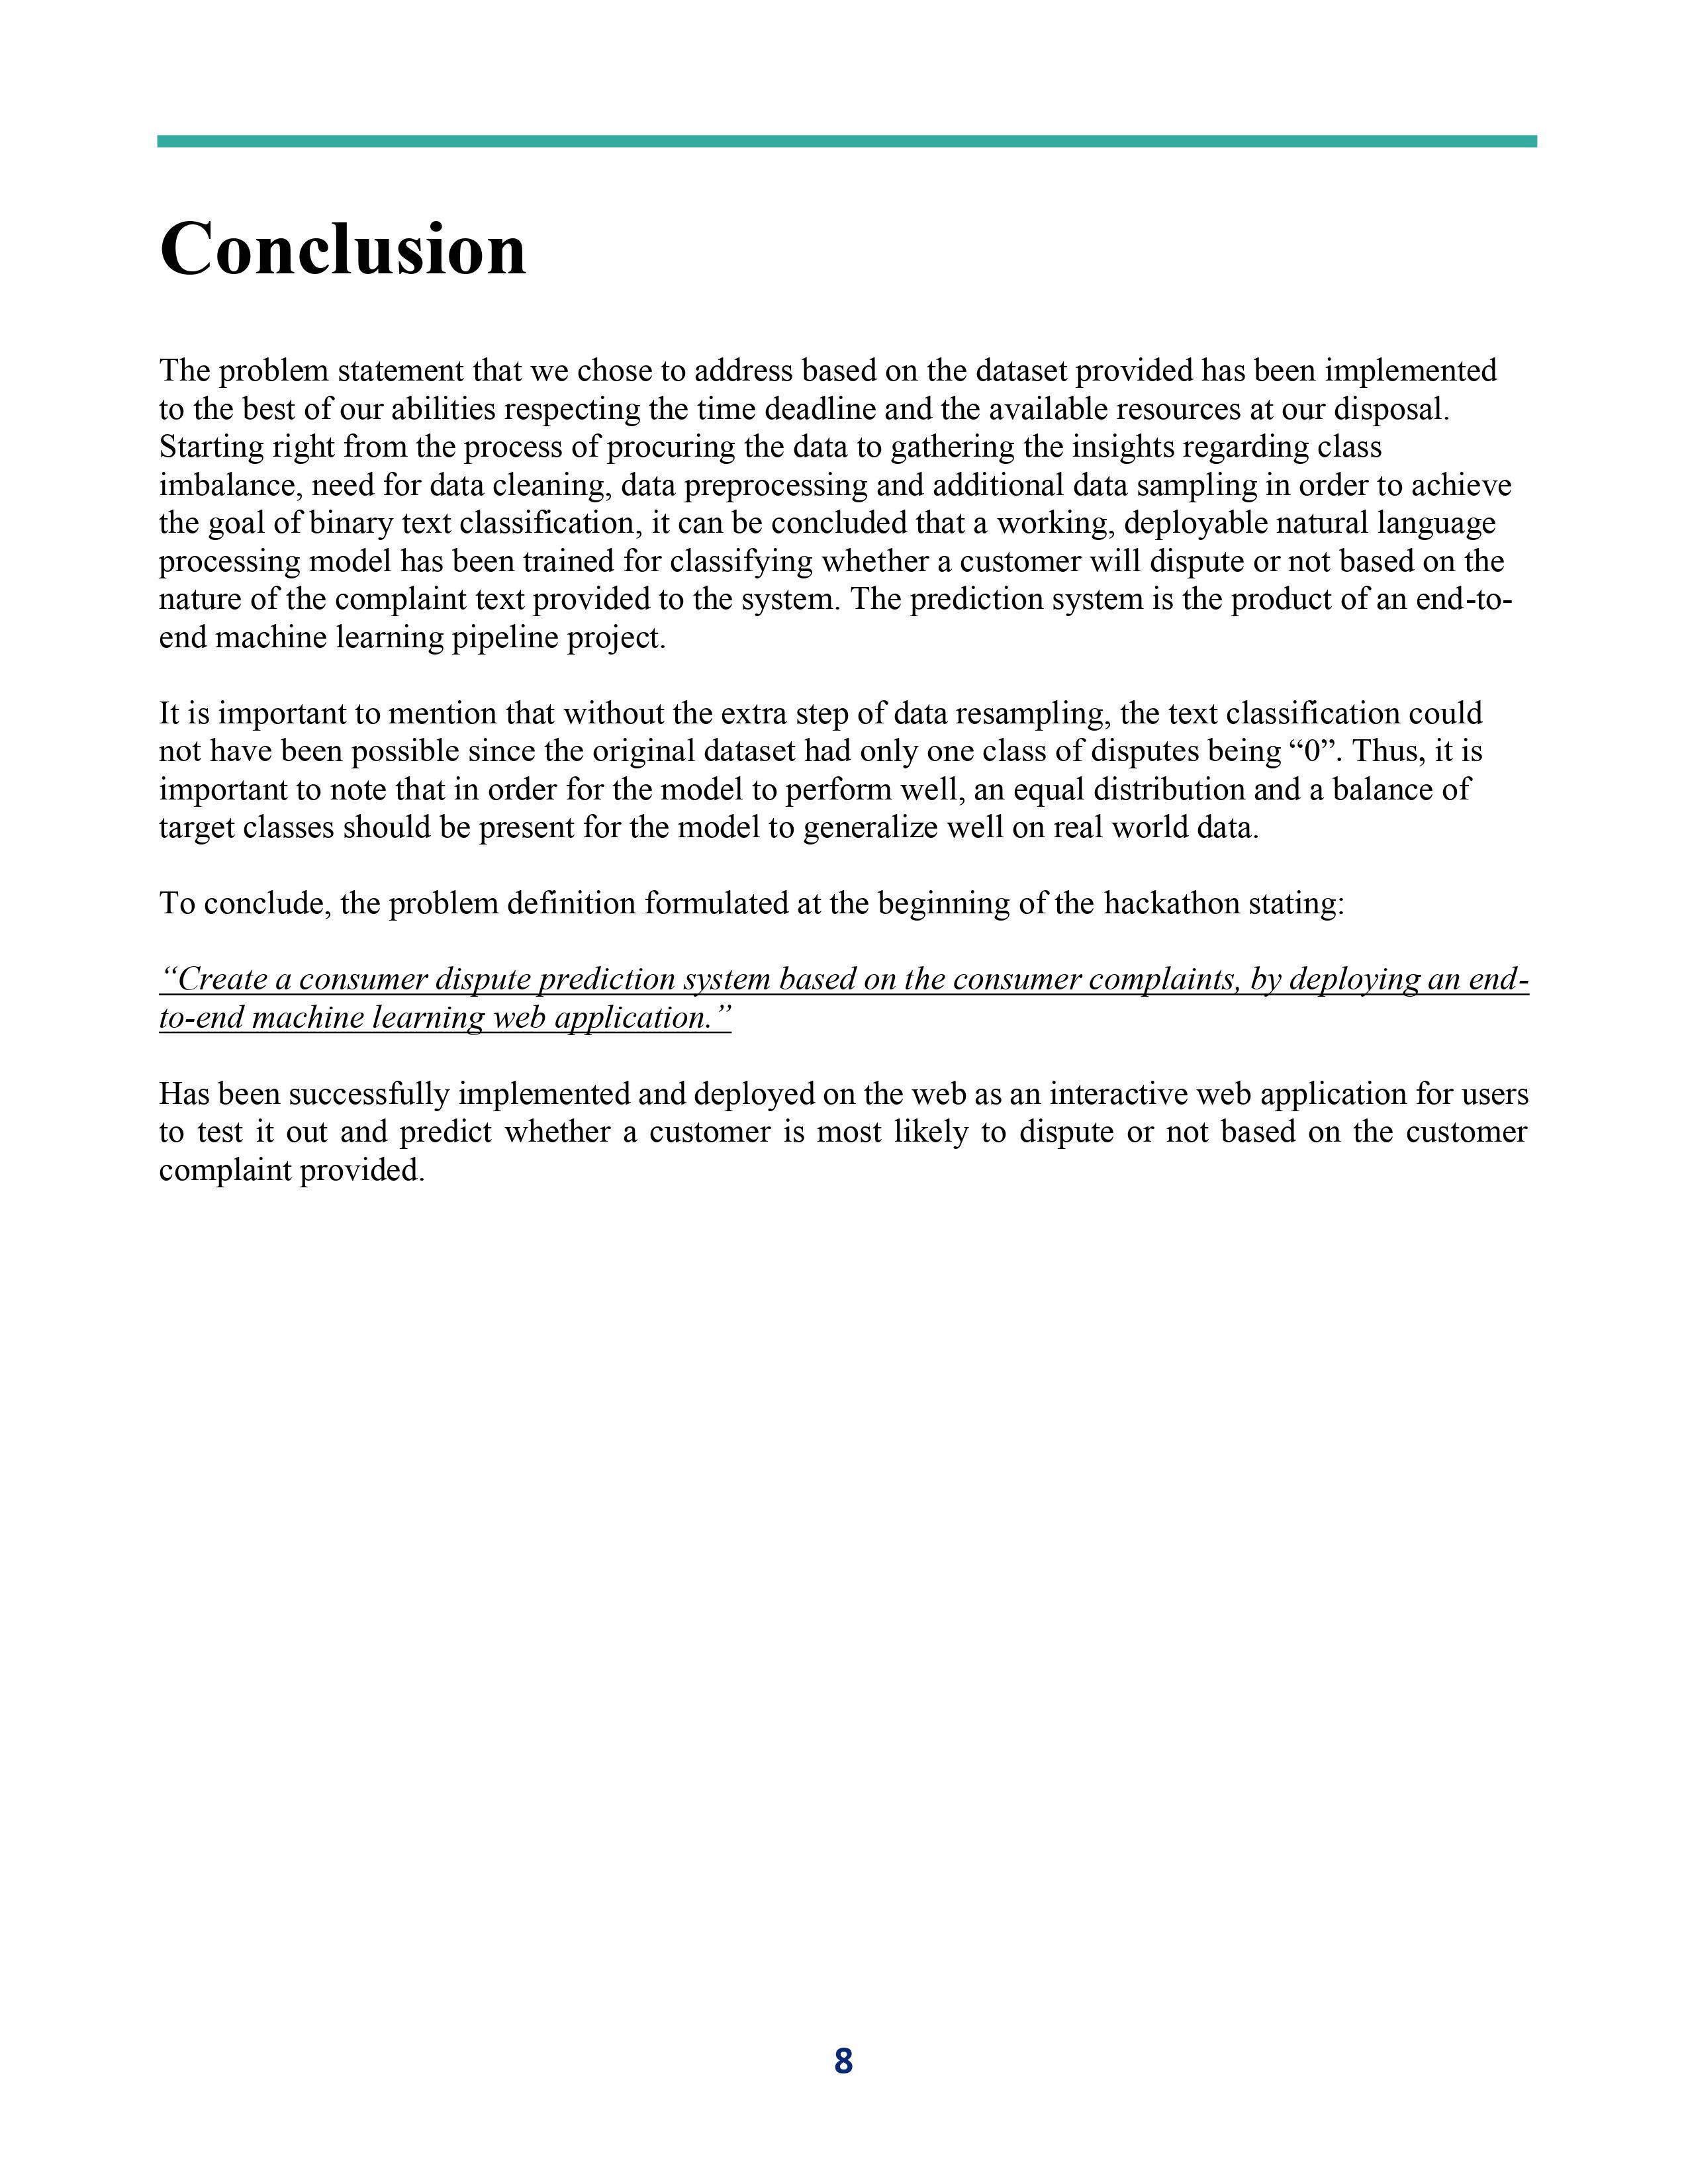 Conclusion
The problem statement that we chose to address based on the dataset provided has been implemented
to the best of our abilities respecting the time deadline and the available resources at our disposal.
Starting right from the process of procuring the data to gathering the insights regarding class
imbalance, need for data cleaning, data preprocessing and additional data sampling in order to achieve
the goal of binary text classification, it can be concluded that a working, deployable natural language
processing model has been trained for classifying whether a customer will dispute or not based on the
nature of the complaint text provided to the system. The prediction system is the product of an end-to-
end machine learning pipeline project.
It is important to mention that without the extra step of data resampling, the text classification could
not have been possible since the original dataset had only one class of disputes being “0”. Thus, it is
important to note that in order for the model to perform well, an equal distribution and a balance of
target classes should be present for the model to generalize well on real world data.
To conclude, the problem definition formulated at the beginning of the hackathon stating:
“Create a consumer dispute prediction system based on the consumer complaints, by deploying an end-
to-end machine learning web application.”
Has been successfully implemented and deployed on the web as an interactive web application for users
to test it out and predict whether a customer is most likely to dispute or not based on the customer
complaint provided.
8